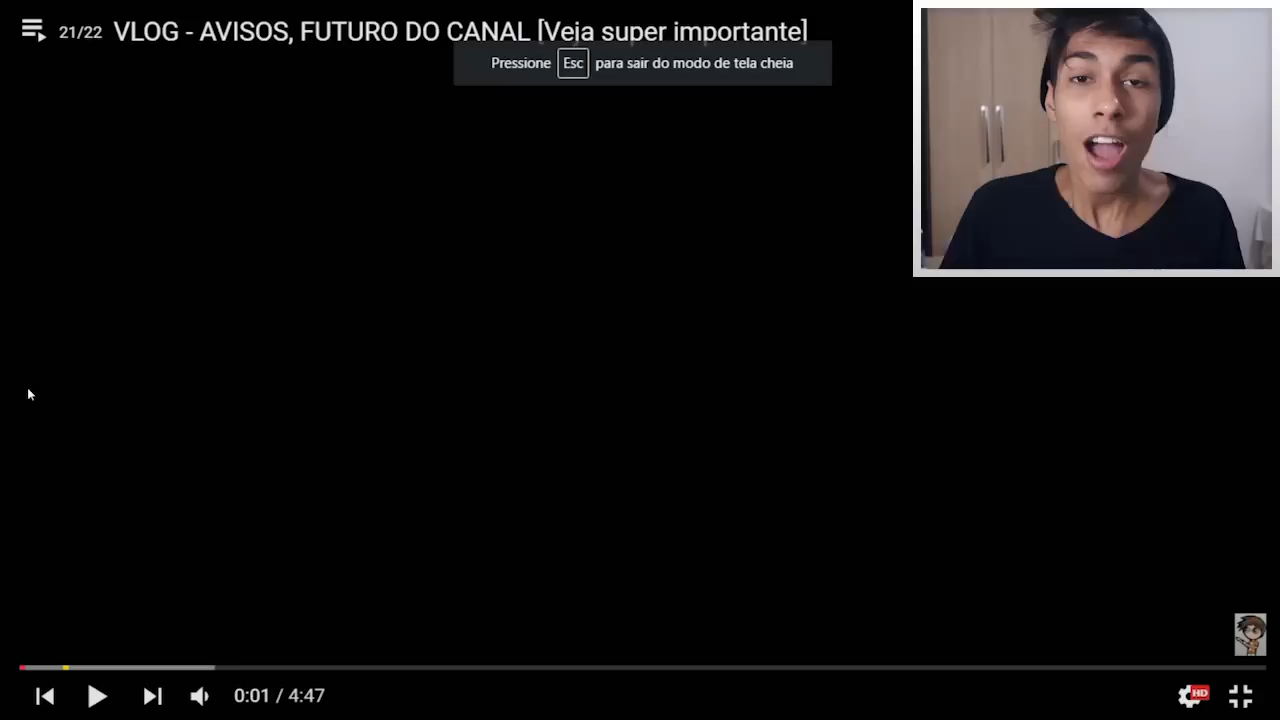 21/22 VLOG - AVISOS, FUTURO DO CANAL [Veja super importante]
Pressione Esc para sair do modo de tela cheia
0:01 / 4:47
HD